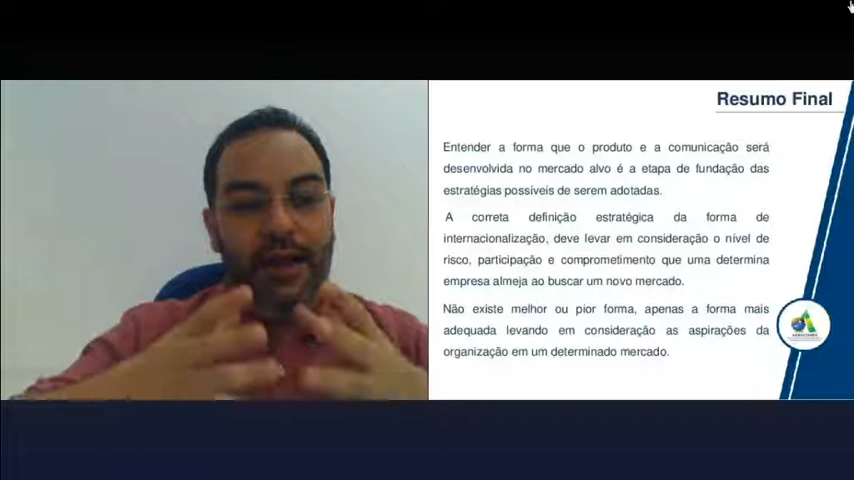 Resumo Final
Entender a forma que o produto e a comunicação será
desenvolvida no mercado alvo é a etapa de fundação das
estratégias possíveis de serem adotadas.
A correta definição estratégica da forma de
internacionalização, deve levar em consideração o nível de
risco, participação e comprometimento que uma determina
empresa almeja ao buscar um novo mercado.
Não existe melhor ou pior forma, apenas a forma mais
adequada levando em consideração as aspirações da
organização em um determinado mercado.